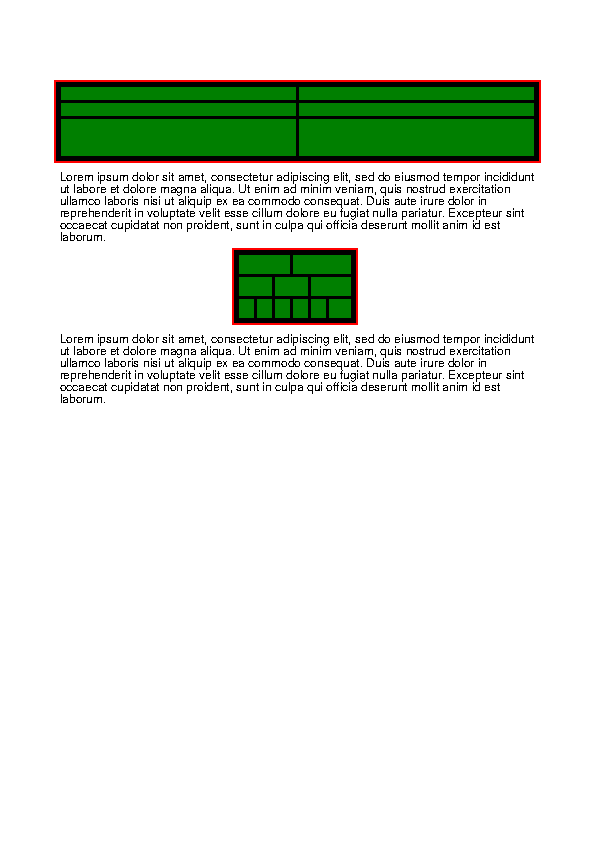 Lorem ipsum dolor sit amet, consectetur adipiscing elit, sed do eiusmod tempor incididunt
ut labore et dolore magna aliqua. Ut enim ad minim veniam, quis nostrud exercitation
ullamco laboris nisi ut aliquip ex ea commodo consequat. Duis aute irure dolor in
reprehenderit in voluptate velit esse cillum dolore eu fugiat nulla pariatur. Excepteur sint
occaecat cupidatat non proident, sunt in culpa qui officia deserunt mollit anim id est
laborum.
Lorem ipsum dolor sit amet, consectetur adipiscing elit, sed do eiusmod tempor incididunt
ut labore et dolore magna aliqua. Ut enim ad minim veniam, quis nostrud exercitation
ullamco laboris nisi ut aliquip ex ea commodo consequat. Duis aute irure dolor in
reprehenderit in voluptate velit esse cillum dolore eu fugiat nulla pariatur. Excepteur sint
occaecat cupidatat non proident, sunt in culpa qui officia deserunt mollit anim id est
laborum.